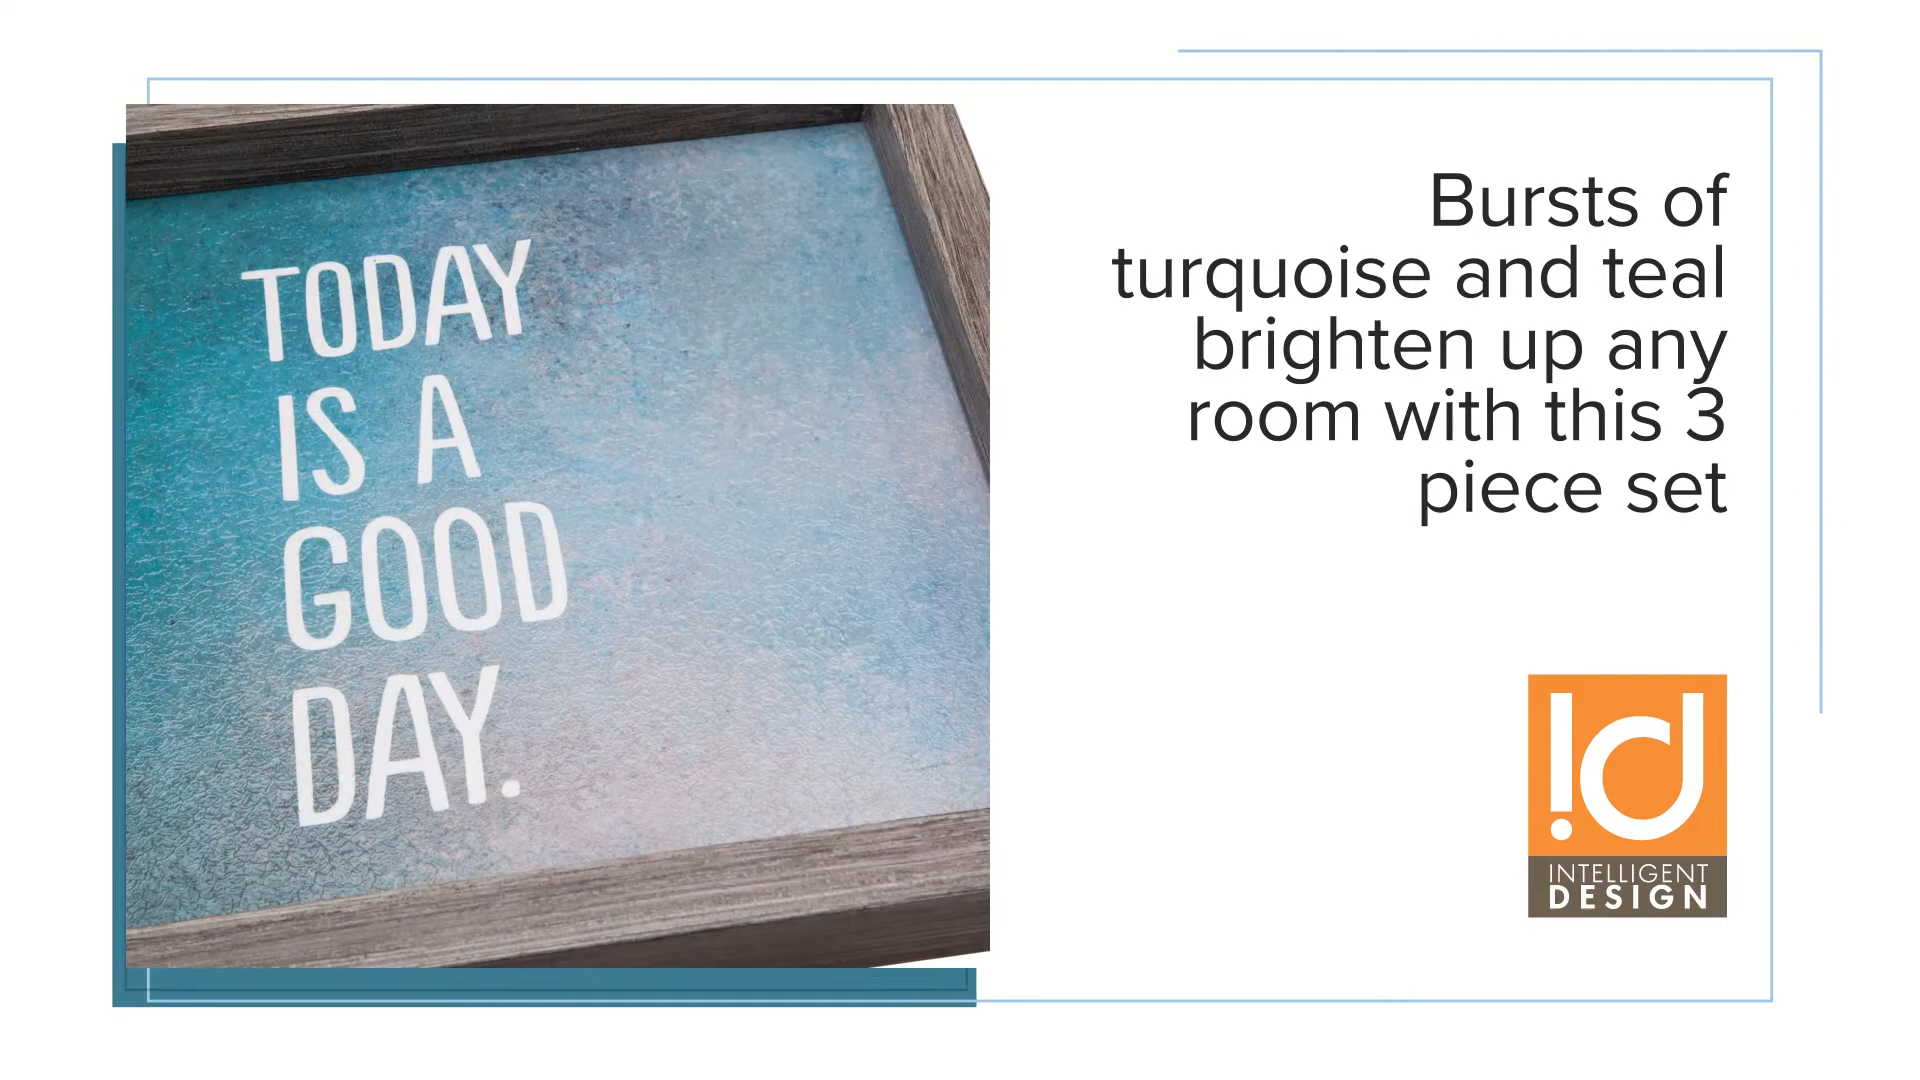 TODAY
IS A
GOOD
DAY.
Bursts of
turquoise and teal
brighten up any
room with this 3
piece set
!d
INTELLIGENT
DESIGN